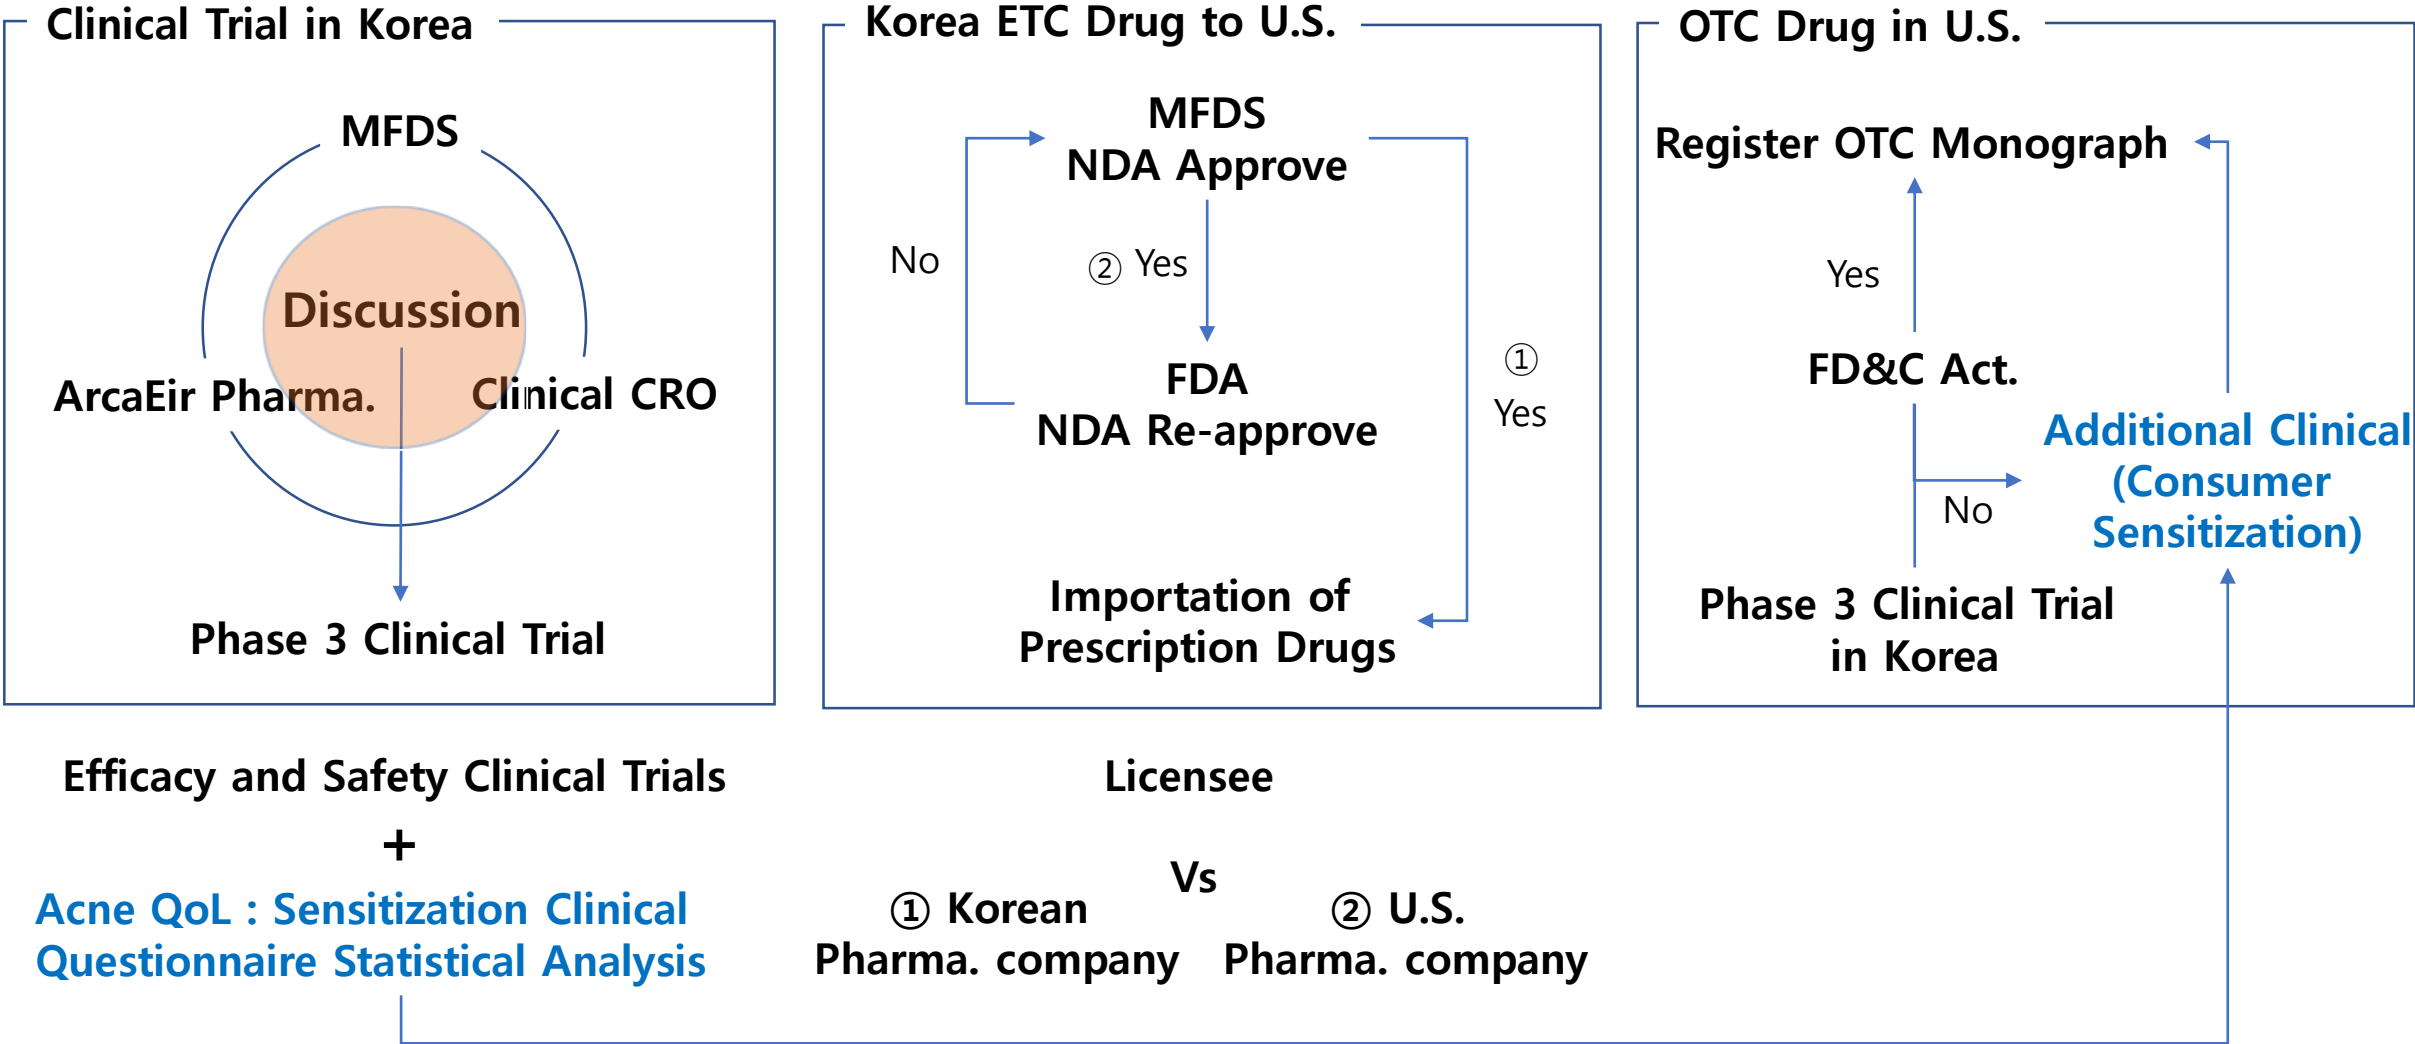 Clinical Trial in Korea
MFDS
Discussion
ArcaEir Pharma.
Clinical CRO
Phase 3 Clinical Trial
Efficacy and Safety Clinical Trials
+
Acne QoL : Sensitization Clinical
Questionnaire Statistical Analysis
Korea ETC Drug to U.S.
MFDS
NDA Approve
No
② Yes
①
Yes
FDA
NDA Re-approve
Importation of
Prescription Drugs
Licensee
Vs
① Korean
Pharma. company
② U.S.
Pharma. company
OTC Drug in U.S.
Register OTC Monograph
Yes
FD&C Act.
No
Additional Clinical
(Consumer
Sensitization)
Phase 3 Clinical Trial
in Korea